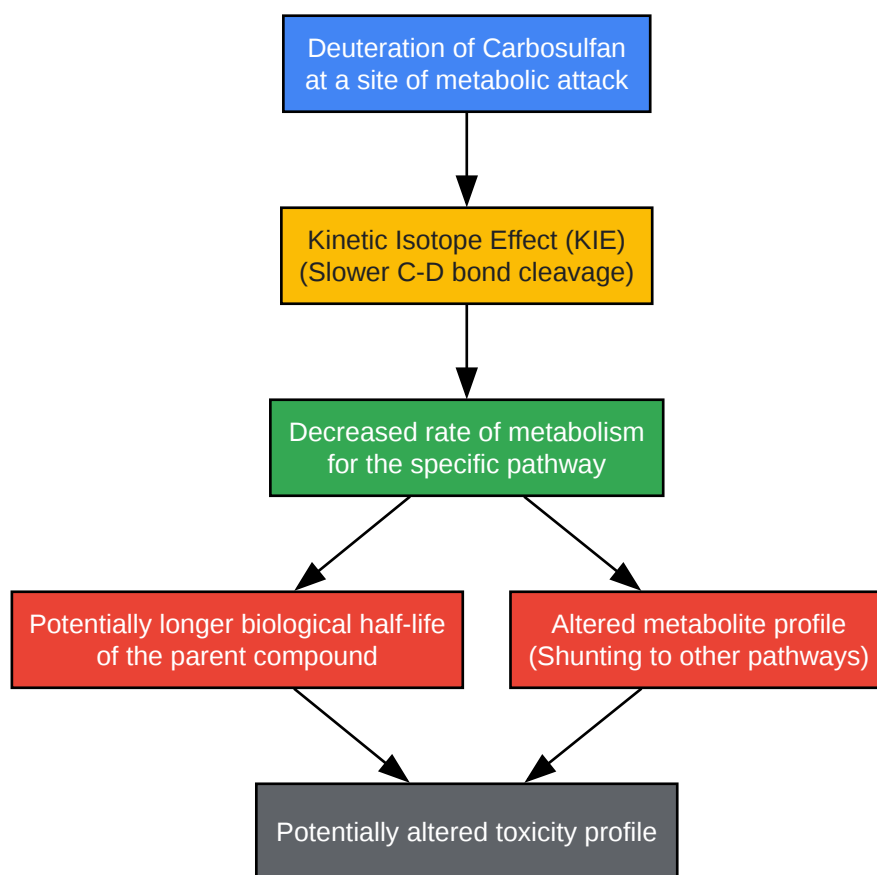 Deuteration of Carbosulfan
at a site of metabolic attack
Kinetic Isotope Effect (KIE)
(Slower C-D bond cleavage)
Decreased rate of metabolism
for the specific pathway
Potentially longer biological half-life
of the parent compound
Altered metabolite profile
(Shunting to other pathways)
Potentially altered toxicity profile